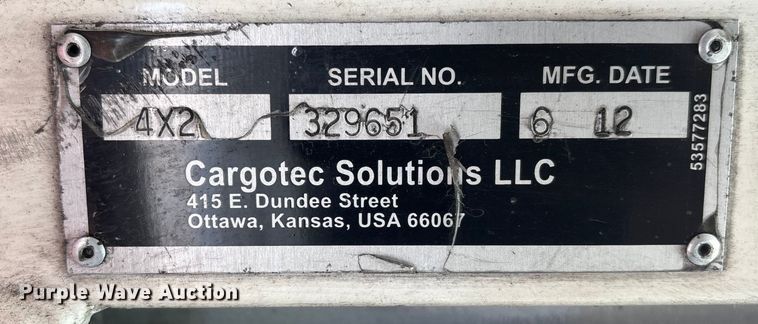 MODEL SERIAL NO. MFG. DATE
4X2 329651 6 12
Cargotec Solutions LLC
415 E. Dundee Street
Ottawa, Kansas, USA 66067
53577283
Purple Wave Auction